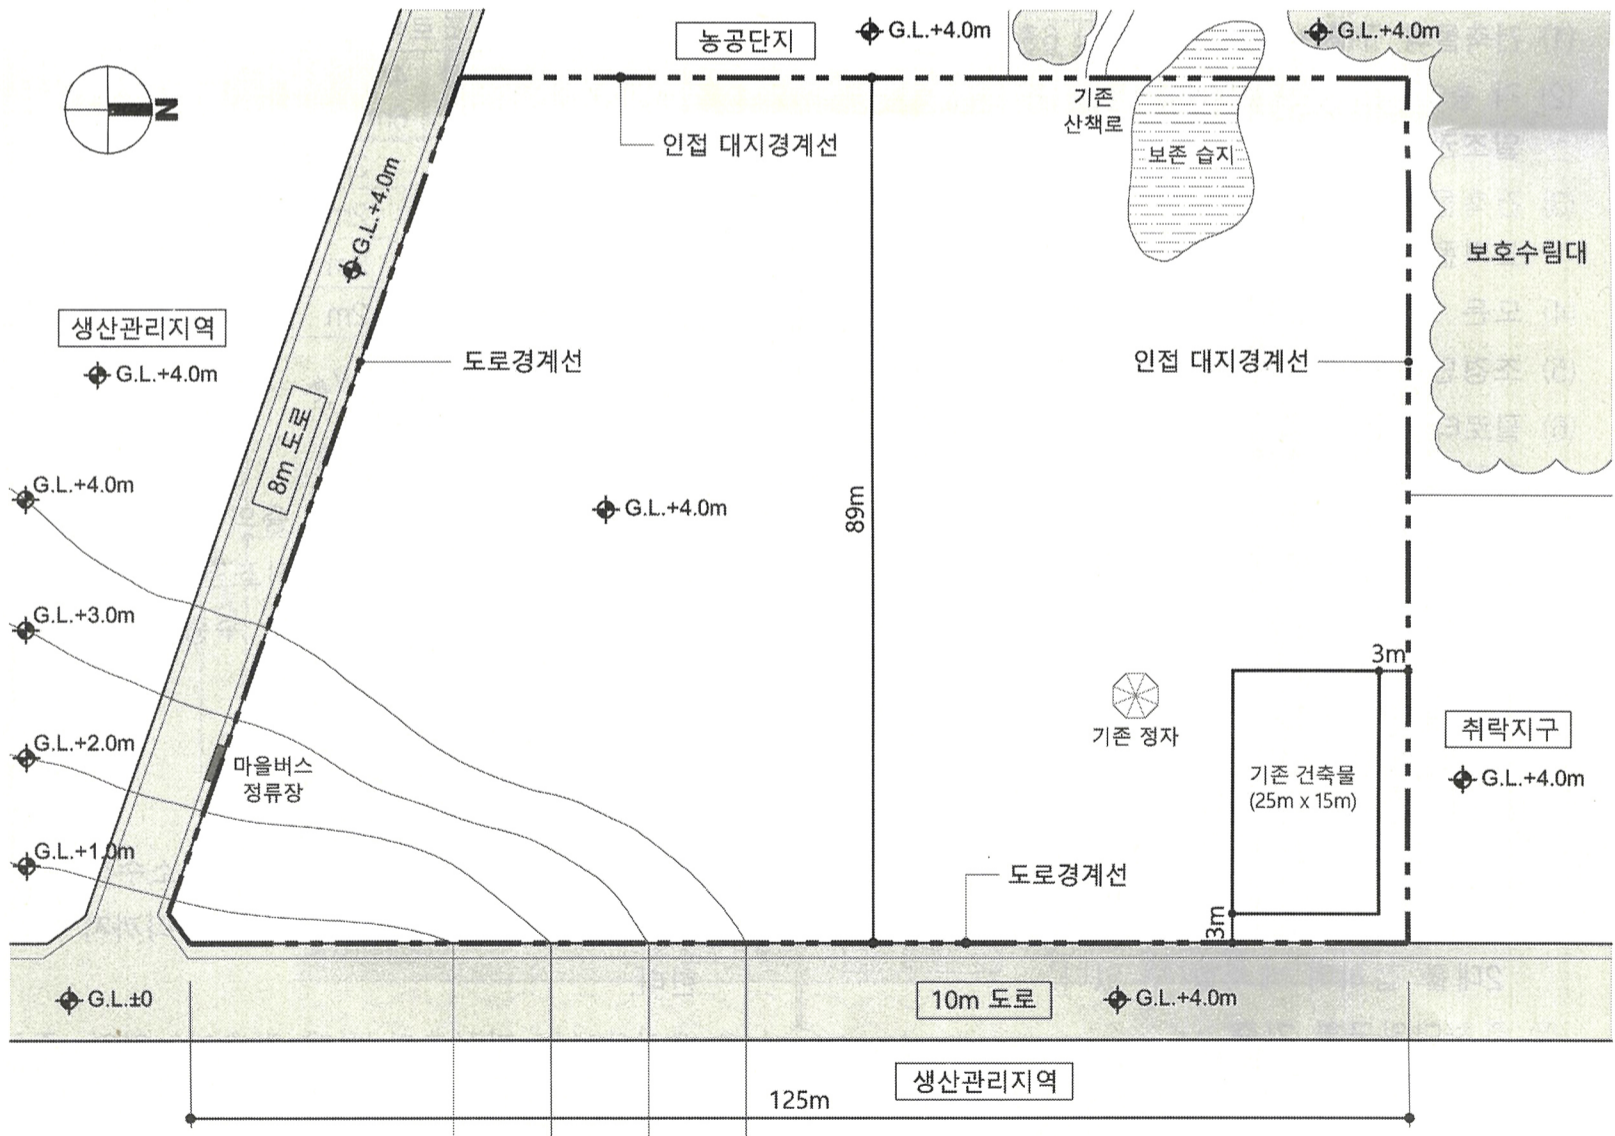 농공단지
G.L.+4.0m
G.L.+4.0m
N
기존
산책로
인접 대지경계선
보존 습지
G.L.+4.0m
보호수림대
생산관리지역
G.L.+4.0m
도로경계선
인접 대지경계선
8m 도로
G.L.+4.0m
89m
G.L.+4.0m
G.L.+3.0m
3m
기존 정자
취락지구
G.L.+4.0m
G.L.+2.0m
마을버스
정류장
기존 건축물
(25m x 15m)
G.L.+1.0m
도로경계선
3m
G.L.±0
10m 도로
G.L.+4.0m
생산관리지역
125m